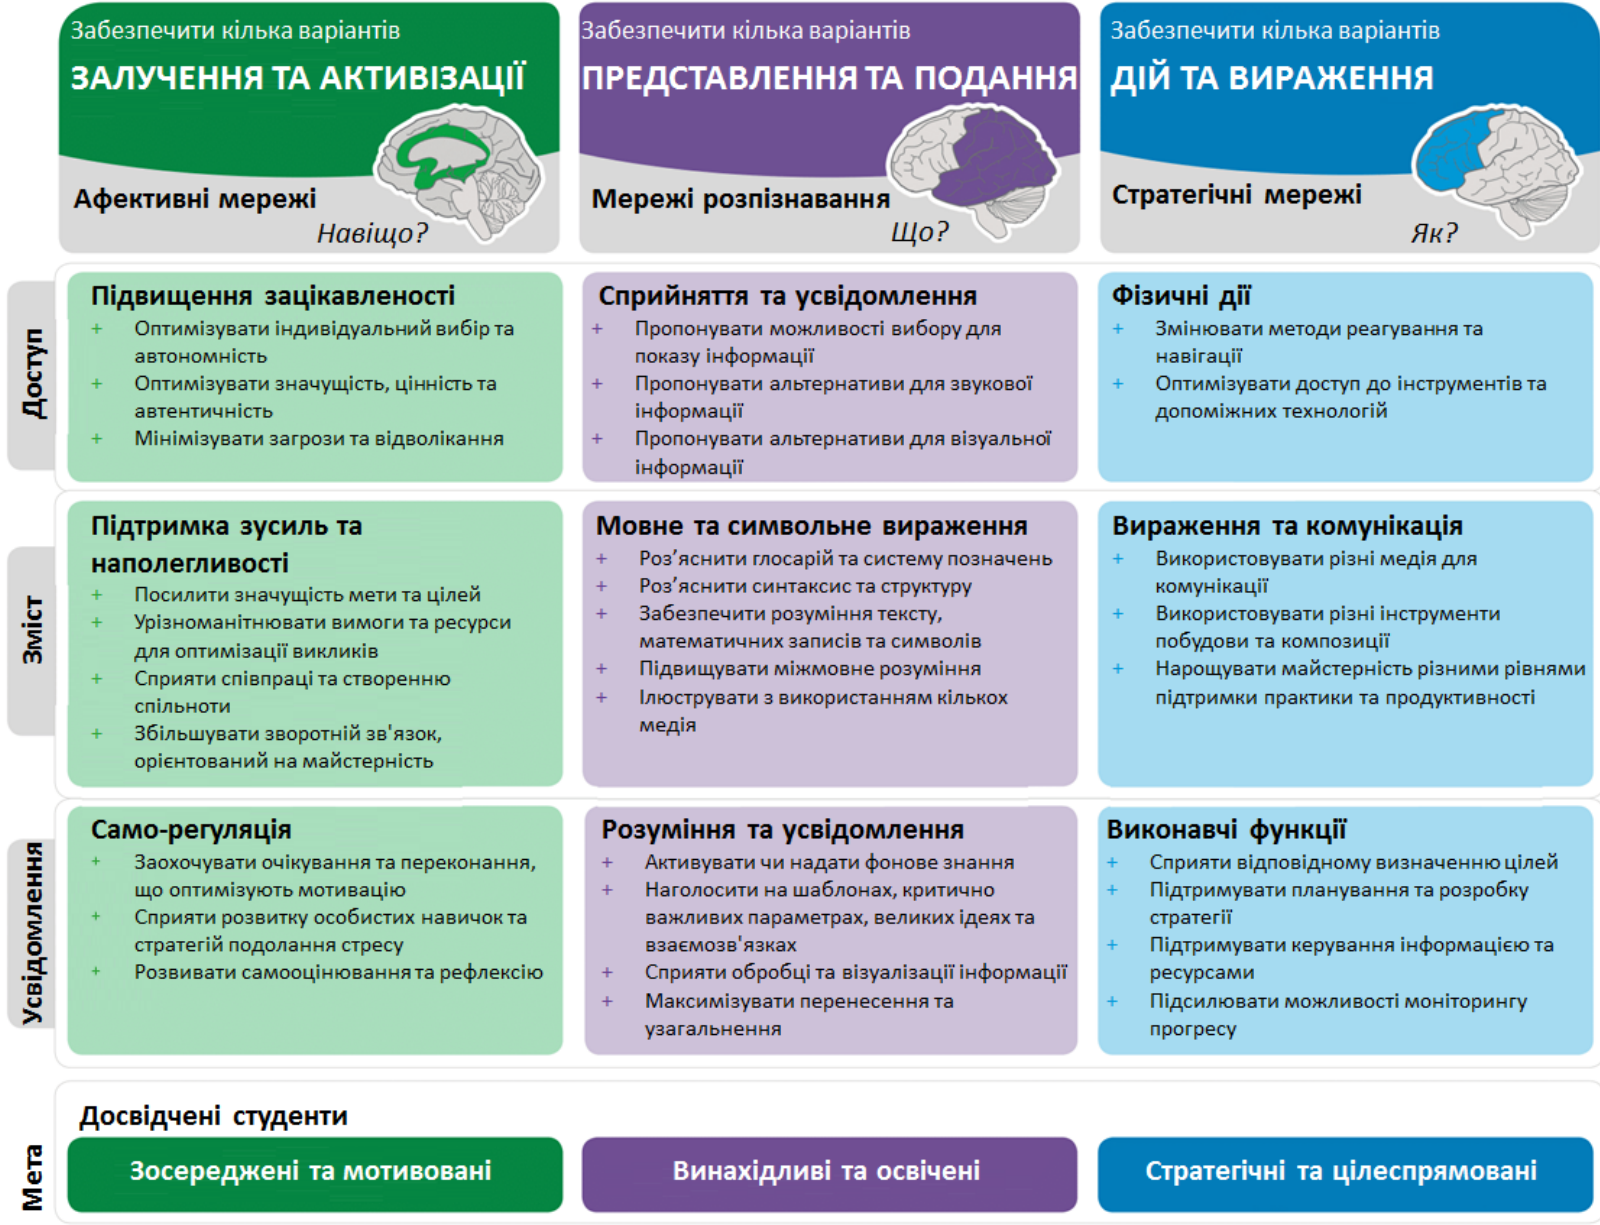 Забезпечити кілька варіантів
ЗАЛУЧЕННЯ ТА АКТИВІЗАЦІЇ
Афективні мережі
Навіщо?
Забезпечити кілька варіантів
ПРЕДСТАВЛЕННЯ ТА ПОДАННЯ
Мережі розпізнавання
Що?
Забезпечити кілька варіантів
ДІЙ ТА ВИРАЖЕННЯ
Стратегічні мережі
Як?
Доступ
Підвищення зацікавленості
+ Оптимізувати індивідуальний вибір та
автономність
+ Оптимізувати значущість, цінність та
автентичність
+ Мінімізувати загрози та відволікання
Сприйняття та усвідомлення
+ Пропонувати можливості вибору для
показу інформації
+ Пропонувати альтернативи для звукової
інформації
+ Пропонувати альтернативи для візуальної
інформації
Фізичні дії
+ Змінювати методи реагування та
навігації
+ Оптимізувати доступ до інструментів та
допоміжних технологій
Зміст
Підтримка зусиль та
наполегливості
+ Посилити значущість мети та цілей
+ Урізноманітнювати вимоги та ресурси
для оптимізації викликів
+ Сприяти співпраці та створенню
спільноти
+ Збільшувати зворотній зв'язок,
орієнтований на майстерність
Мовне та символьне вираження
+ Роз’яснити глосарій та систему позначень
+ Роз’яснити синтаксис та структуру
+ Забезпечити розуміння тексту,
математичних записів та символів
+ Підвищувати міжмовне розуміння
+ Ілюструвати з використанням кількох
медія
Вираження та комунікація
+ Використовувати різні медія для
комунікації
+ Використовувати різні інструменти
побудови та композиції
+ Нарощувати майстерність різними рівнями
підтримки практики та продуктивності
Усвідомлення
Само-регуляція
+ Заохочувати очікування та переконання,
що оптимізують мотивацію
+ Сприяти розвитку особистих навичок та
стратегій подолання стресу
+ Розвивати самооцінювання та рефлексію
Розуміння та усвідомлення
+ Активувати чи надати фонове знання
+ Наголосити на шаблонах, критично
важливих параметрах, великих ідеях та
взаємозв'язках
+ Сприяти обробці та візуалізації інформації
+ Максимізувати перенесення та
узагальнення
Виконавчі функції
+ Сприяти відповідному визначенню цілей
+ Підтримувати планування та розробку
стратегії
+ Підтримувати керування інформацією та
ресурсами
+ Підсилювати можливості моніторингу
прогресу
Мета
Досвідчені студенти
Зосереджені та мотивовані
Винахідливі та освічені
Стратегічні та цілеспрямовані